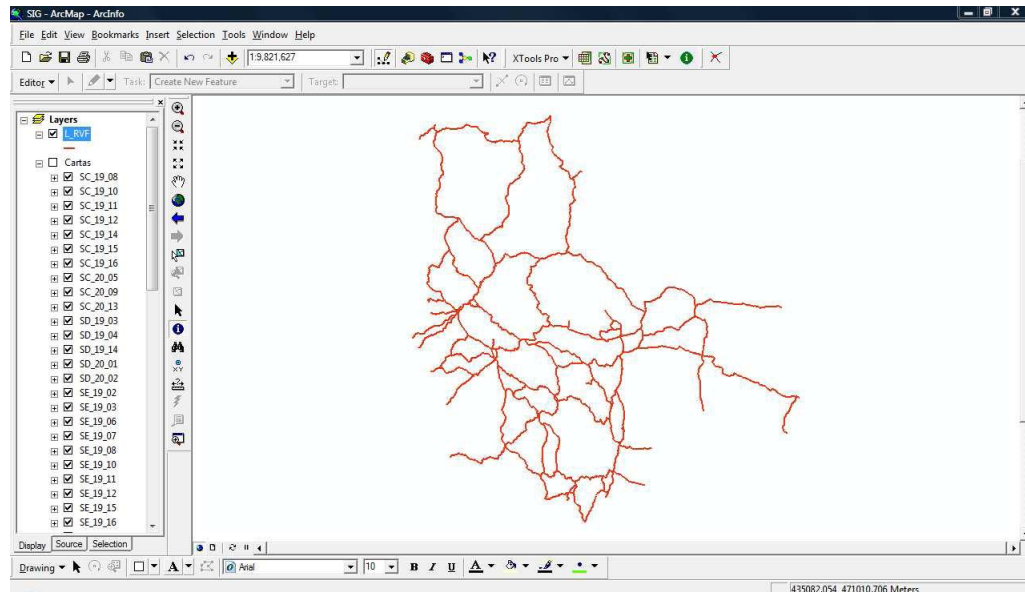 SIG - ArcMap - ArcInfo
File Edit View Bookmarks Insert Selection Tools Window Help
1:9,821,627
XTools Pro
Editor Task: Create New Feature Target:
Layers
L_RVF
Cartas
SC_19_08
SC_19_10
SC_19_11
SC_19_12
SC_19_14
SC_19_15
SC_19_16
SC_20_05
SC_20_09
SC_20_13
SD_19_03
SD_19_04
SD_19_14
SD_20_01
SD_20_02
SE_19_02
SE_19_03
SE_19_06
SE_19_07
SE_19_08
SE_19_10
SE_19_11
SE_19_12
SE_19_15
SE_19_16
Display Source Selection
Drawing A Arial 10 B I U A
435082,054 471010,706 Meters